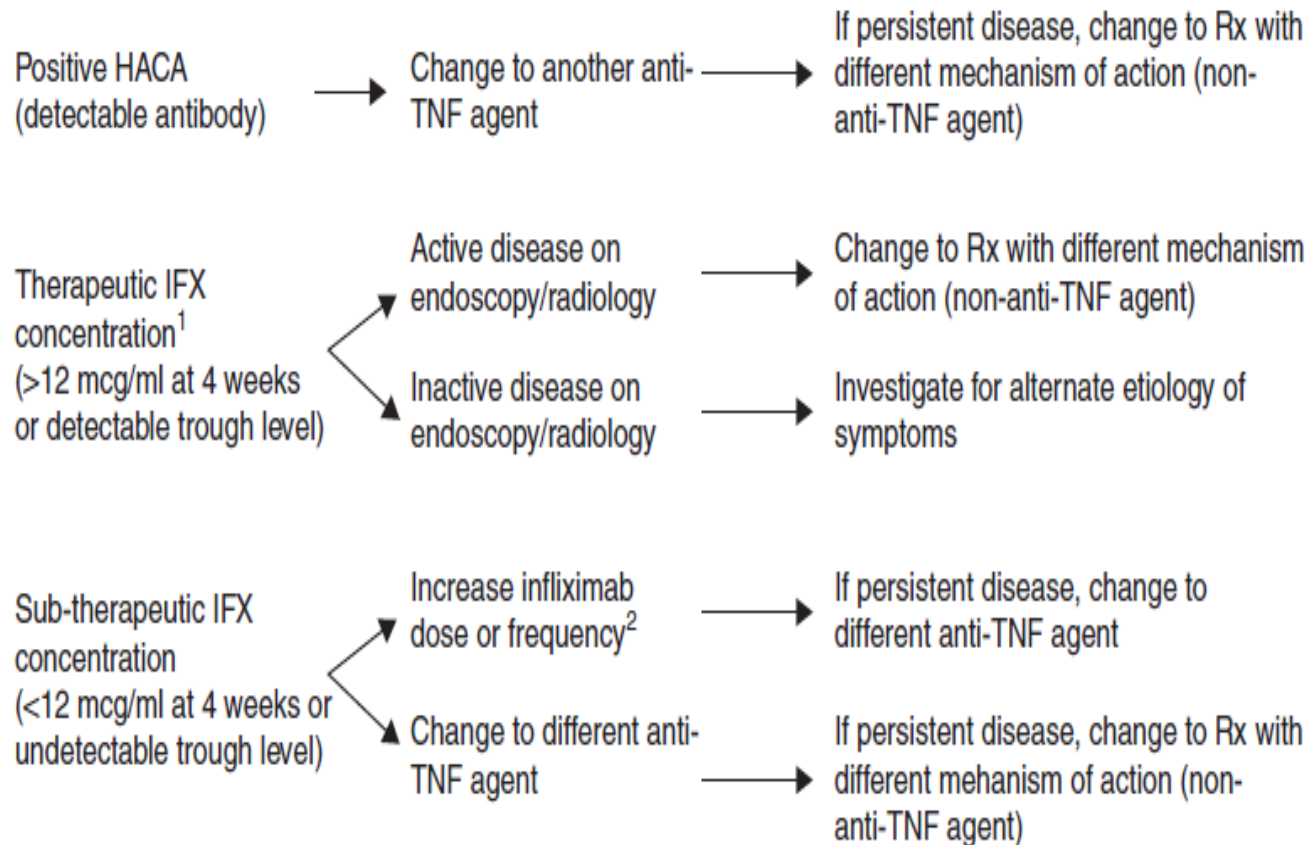 Positive HACA
(detectable antibody)
Change to another anti-
TNF agent
If persistent disease, change to Rx with
different mechanism of action (non-
anti-TNF agent)
Therapeutic IFX
concentration1
(>12 mcg/ml at 4 weeks
or detectable trough level)
Active disease on
endoscopy/radiology
Change to Rx with different mechanism
of action (non-anti-TNF agent)
Inactive disease on
endoscopy/radiology
Investigate for alternate etiology of
symptoms
Sub-therapeutic IFX
concentration
(<12 mcg/ml at 4 weeks or
undetectable trough level)
Increase infliximab
dose or frequency2
If persistent disease, change to
different anti-TNF agent
Change to different anti-
TNF agent
If persistent disease, change to Rx with
different mehanism of action (non-
anti-TNF agent)